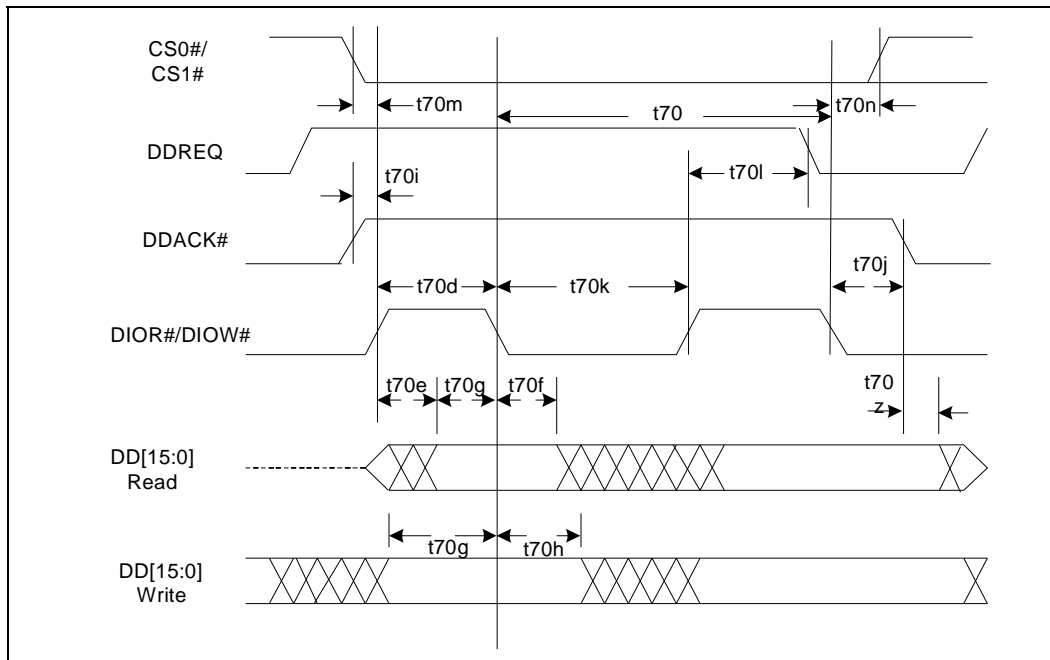 CS0#/
CS1#
t70m
t70
t70n
DDREQ
t70i
t70l
DDACK#
t70d
t70k
t70j
DIOR#/DIOW#
t70e
t70g
t70f
t70
z
DD[15:0]
Read
t70g
t70h
DD[15:0]
Write